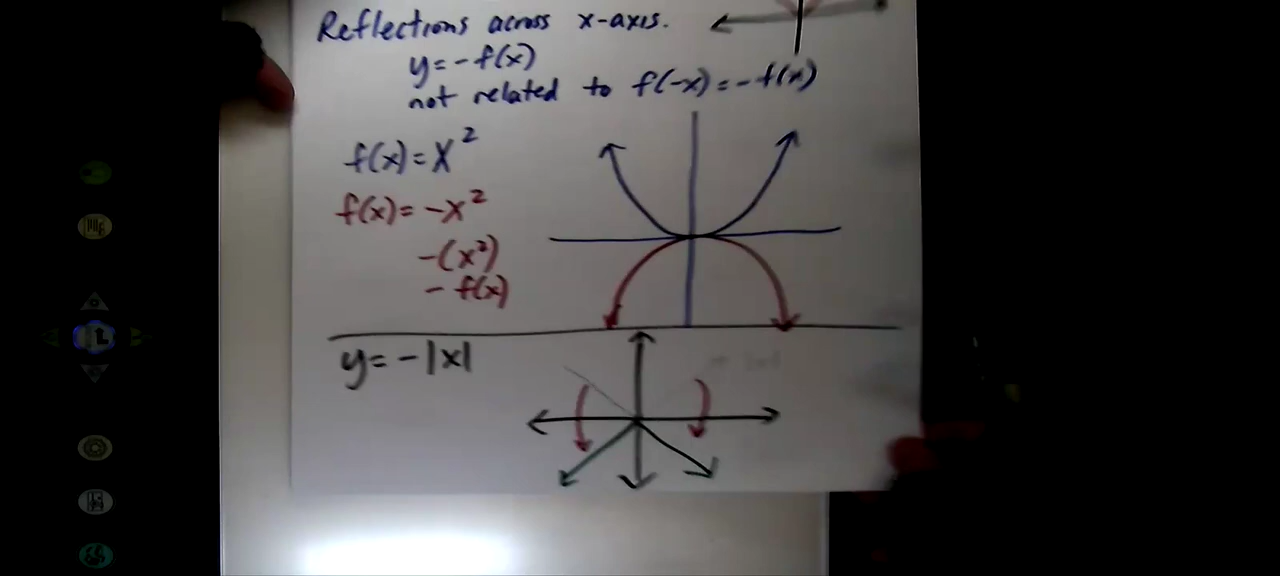 Reflections across x-axis.
y = -f(x)
not related to f(-x) = -f(x)
f(x) = x²
f(x) = -x²
-(x²)
- f(x)
y = -|x|